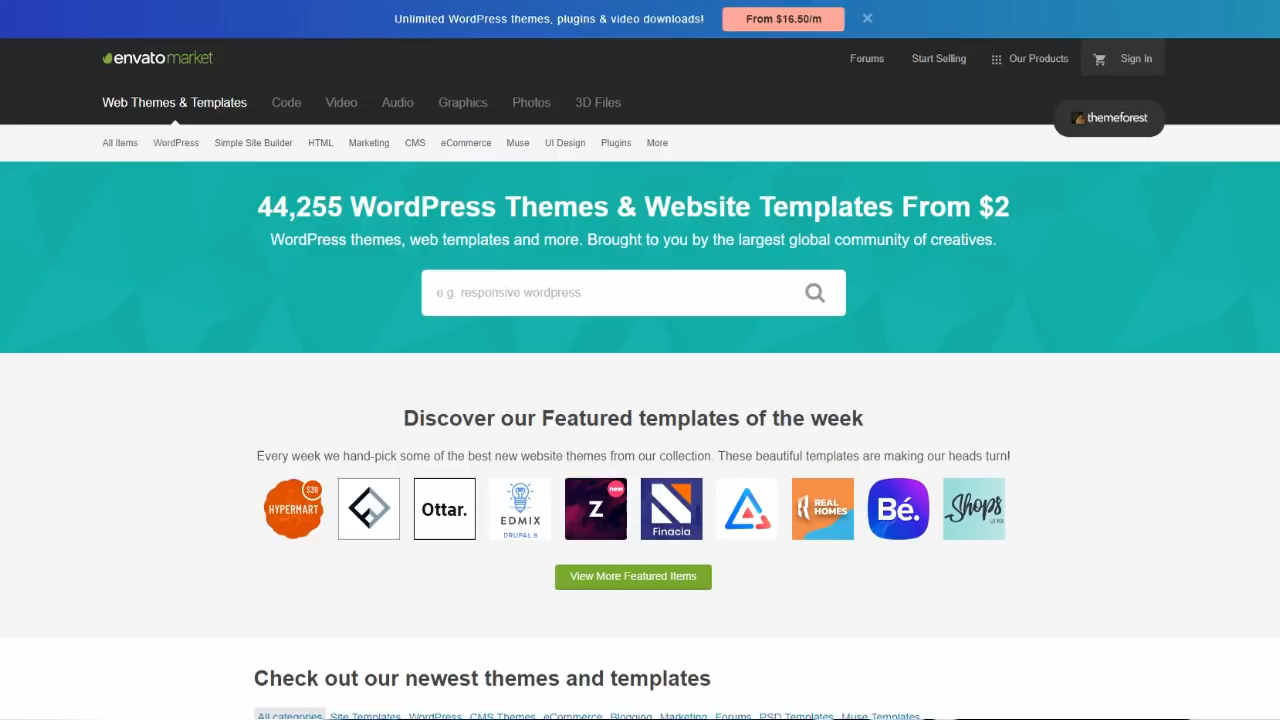 Unlimited WordPress themes, plugins & video downloads! From $16.50/m ×
envatomarket Forums Start Selling Our Products Sign In
Web Themes & Templates Code Video Audio Graphics Photos 3D Files
themeforest
All Items WordPress Simple Site Builder HTML Marketing CMS eCommerce Muse UI Design Plugins More
44,255 WordPress Themes & Website Templates From $2
WordPress themes, web templates and more. Brought to you by the largest global community of creatives.
e.g. responsive wordpress
Discover our Featured templates of the week
Every week we hand-pick some of the best new website themes from our collection. These beautiful templates are making our heads turn!
$39
HYPERMART
Ottar.
EDMIX
DRUPAL 8
new
Z
Finacia
REAL
HOMES
Bé.
Shops
UI Kit
View More Featured Items
Check out our newest themes and templates
All categories Site Templates WordPress CMS Themes eCommerce Blogging Marketing Forums PSD Templates Muse Templates